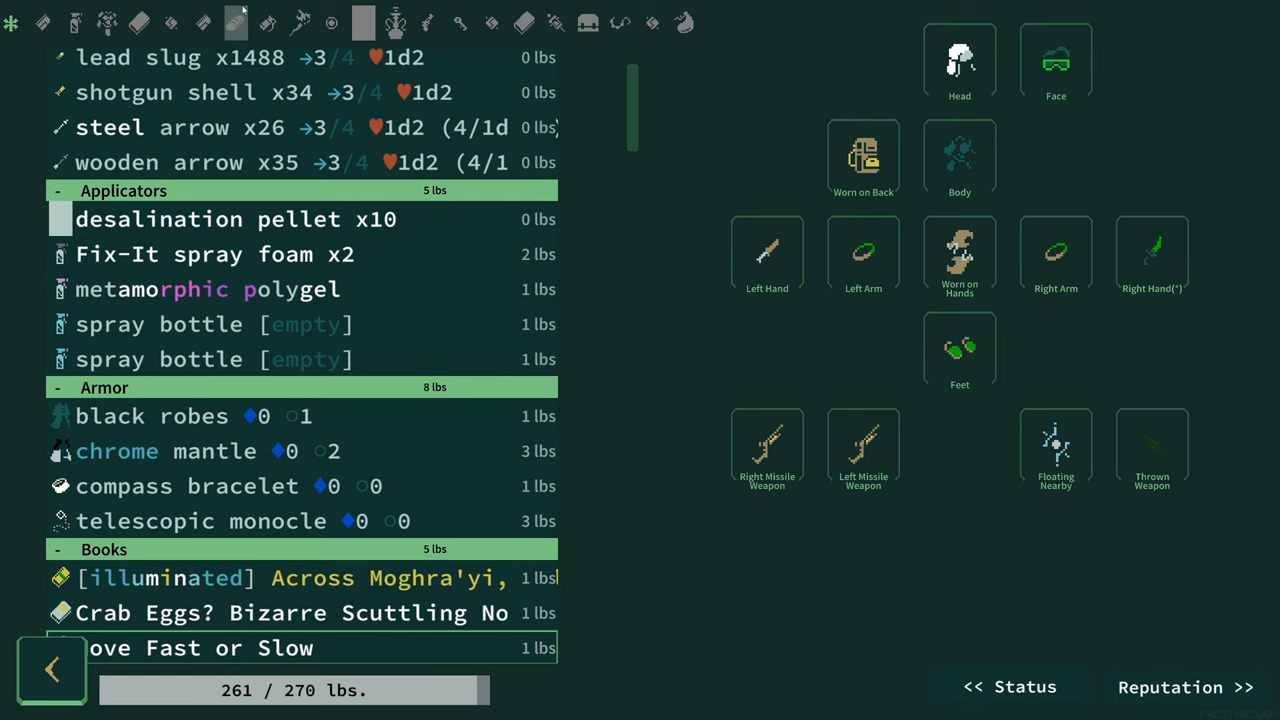 lead slug x1488 →3/4 ♥1d2 0 lbs
shotgun shell x34 →3/4 ♥1d2 0 lbs
steel arrow x26 →3/4 ♥1d2 (4/1d 0 lbs
wooden arrow x35 →3/4 ♥1d2 (4/1 0 lbs
- Applicators 5 lbs
desalination pellet x10 0 lbs
Fix-It spray foam x2 2 lbs
metamorphic polygel 1 lbs
spray bottle [empty] 1 lbs
spray bottle [empty] 1 lbs
- Armor 8 lbs
black robes ◆0 ○1 1 lbs
chrome mantle ◆0 ○2 3 lbs
compass bracelet ◆0 ○0 1 lbs
telescopic monocle ◆0 ○0 3 lbs
- Books 5 lbs
[illuminated] Across Moghra'yi, 1 lbs
Crab Eggs? Bizarre Scuttling No 1 lbs
ove Fast or Slow 1 lbs
261 / 270 lbs.
Head
Face
Worn on Back
Body
Left Hand
Left Arm
Worn on
Hands
Right Arm
Right Hand(*)
Feet
Right Missile
Weapon
Left Missile
Weapon
Floating
Nearby
Thrown
Weapon
<< Status
Reputation >>